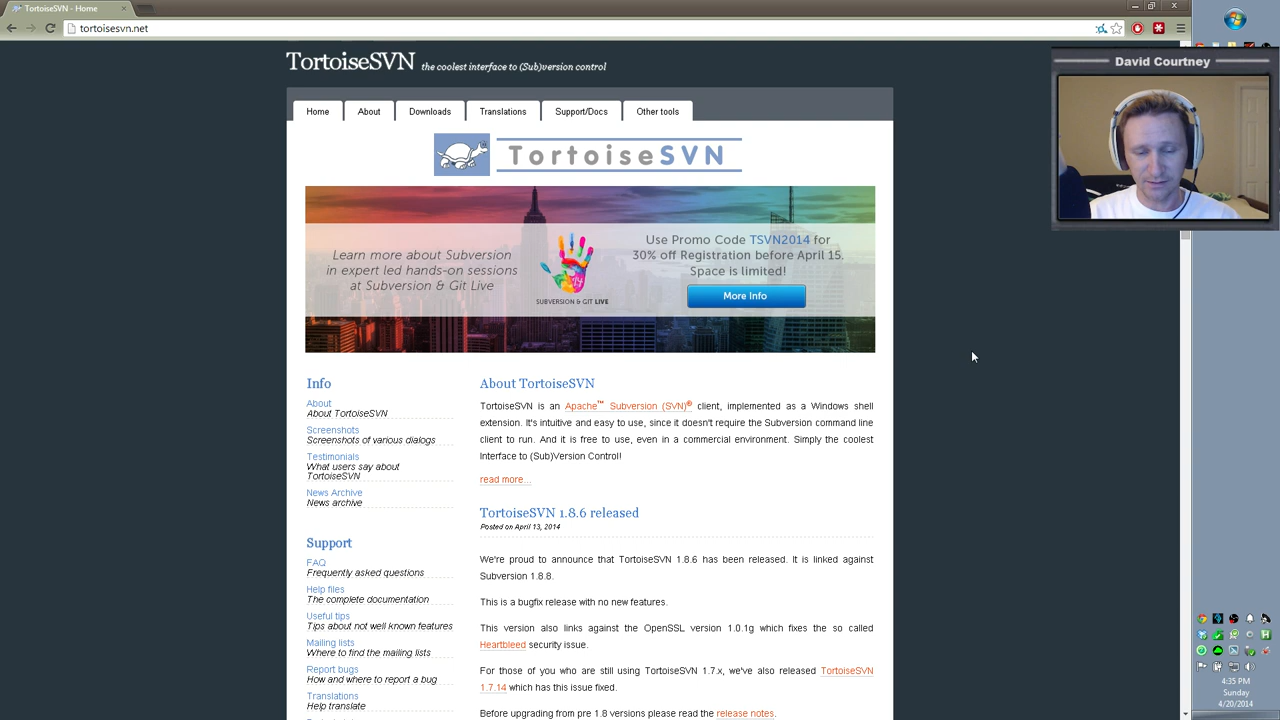 TortoiseSVN - Home
tortoisesvn.net
TortoiseSVN the coolest interface to (Sub)version control
David Courtney
Home About Downloads Translations Support/Docs Other tools
TortoiseSVN
Learn more about Subversion
in expert led hands-on sessions
at Subversion & Git Live
SUBVERSION & GIT LIVE
Use Promo Code TSVN2014 for
30% off Registration before April 15.
Space is limited!
More Info
Info
About
About TortoiseSVN
Screenshots
Screenshots of various dialogs
Testimonials
What users say about
TortoiseSVN
News Archive
News archive
Support
FAQ
Frequently asked questions
Help files
The complete documentation
Useful tips
Tips about not well known features
Mailing lists
Where to find the mailing lists
Report bugs
How and where to report a bug
Translations
Help translate
About TortoiseSVN
TortoiseSVN is an Apache™ Subversion (SVN)® client, implemented as a Windows shell
extension. It's intuitive and easy to use, since it doesn't require the Subversion command line
client to run. And it is free to use, even in a commercial environment. Simply the coolest
Interface to (Sub)Version Control!
read more...
TortoiseSVN 1.8.6 released
Posted on April 13, 2014
We're proud to announce that TortoiseSVN 1.8.6 has been released. It is linked against
Subversion 1.8.8.
This is a bugfix release with no new features.
This version also links against the OpenSSL version 1.0.1g which fixes the so called
Heartbleed security issue.
For those of you who are still using TortoiseSVN 1.7.x, we've also released TortoiseSVN
1.7.14 which has this issue fixed.
Before upgrading from pre 1.8 versions please read the release notes.
4:35 PM
Sunday
4/20/2014